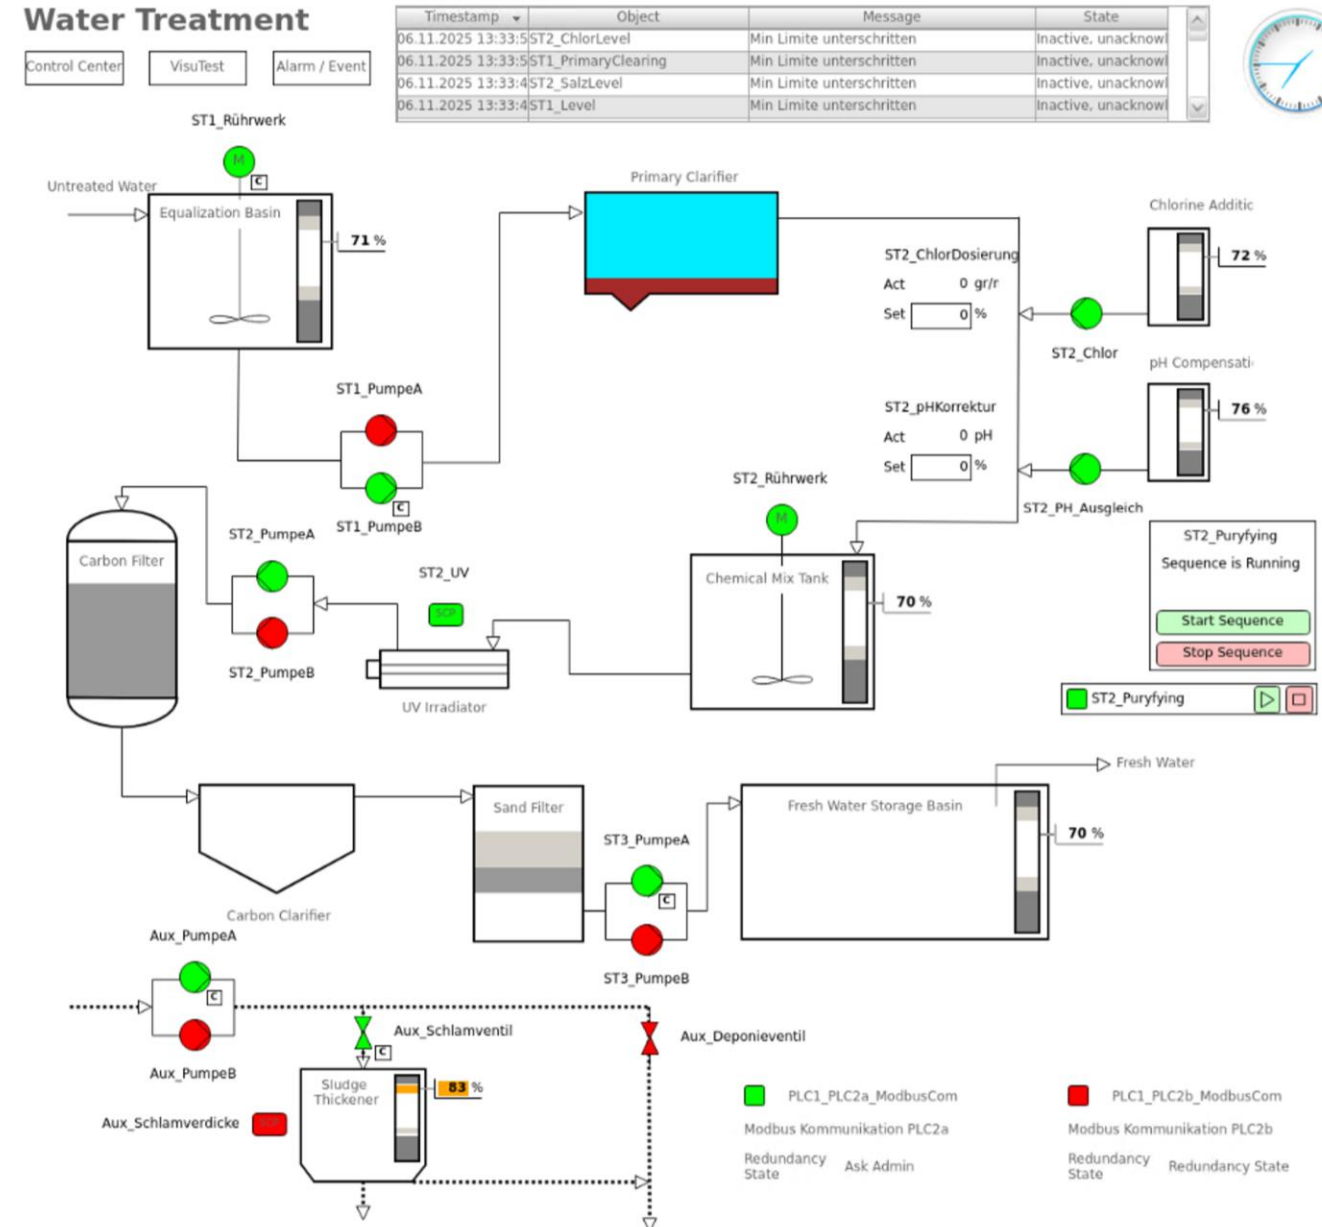 Water Treatment
Control Center
VisuTest
Alarm / Event
Timestamp Object Message State
06.11.2025 13:33:5 ST2_ChlorLevel Min Limite unterschritten Inactive, unacknowl
06.11.2025 13:33:5 ST1_PrimaryClearing Min Limite unterschritten Inactive, unacknowl
06.11.2025 13:33:4 ST2_SalzLevel Min Limite unterschritten Inactive, unacknowl
06.11.2025 13:33:4 ST1_Level Min Limite unterschritten Inactive, unacknowl
ST1_Rührwerk
M
C
Untreated Water
Equalization Basin
71 %
Primary Clarifier
Chlorine Additic
ST2_ChlorDosierung
Act 0 gr/r
Set 0 %
72 %
ST2_Chlor
pH Compensati
ST1_PumpeA
C
ST1_PumpeB
ST2_pHKorrektur
Act 0 pH
Set 0 %
76 %
ST2_PH_Ausgleich
ST2_Rührwerk
M
Chemical Mix Tank
70 %
ST2_Puryfying
Sequence is Running
Start Sequence
Stop Sequence
ST2_Puryfying
Carbon Filter
ST2_PumpeA
ST2_PumpeB
ST2_UV
SCP
UV Irradiator
Fresh Water
Sand Filter
Fresh Water Storage Basin
70 %
ST3_PumpeA
C
ST3_PumpeB
Carbon Clarifier
Aux_PumpeA
C
Aux_PumpeB
Aux_Schlamventil
C
Aux_Deponieventil
Sludge
Thickener
83 %
Aux_Schlamverdicke
SCP
PLC1_PLC2a_ModbusCom
Modbus Kommunikation PLC2a
Redundancy
State
Ask Admin
PLC1_PLC2b_ModbusCom
Modbus Kommunikation PLC2b
Redundancy
State
Redundancy State